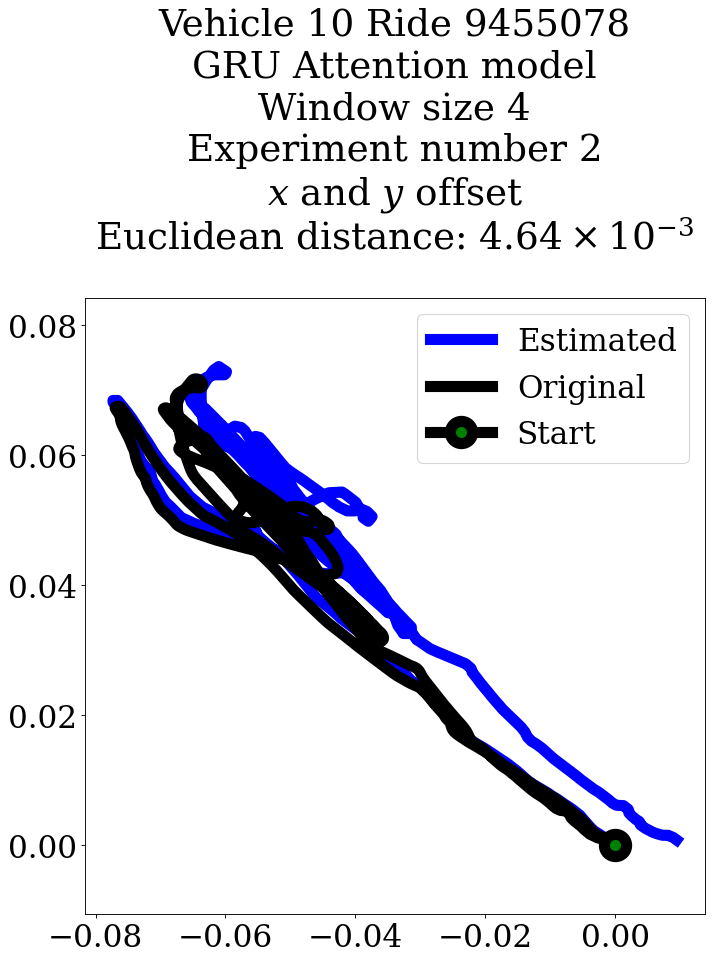 Vehicle 10 Ride 9455078
GRU Attention model
Window size 4
Experiment number 2
x and y offset
Euclidean distance: 4.64 × 10⁻³
Estimated
Original
Start
0.08
0.06
0.04
0.02
0.00
−0.08 −0.06 −0.04 −0.02 0.00